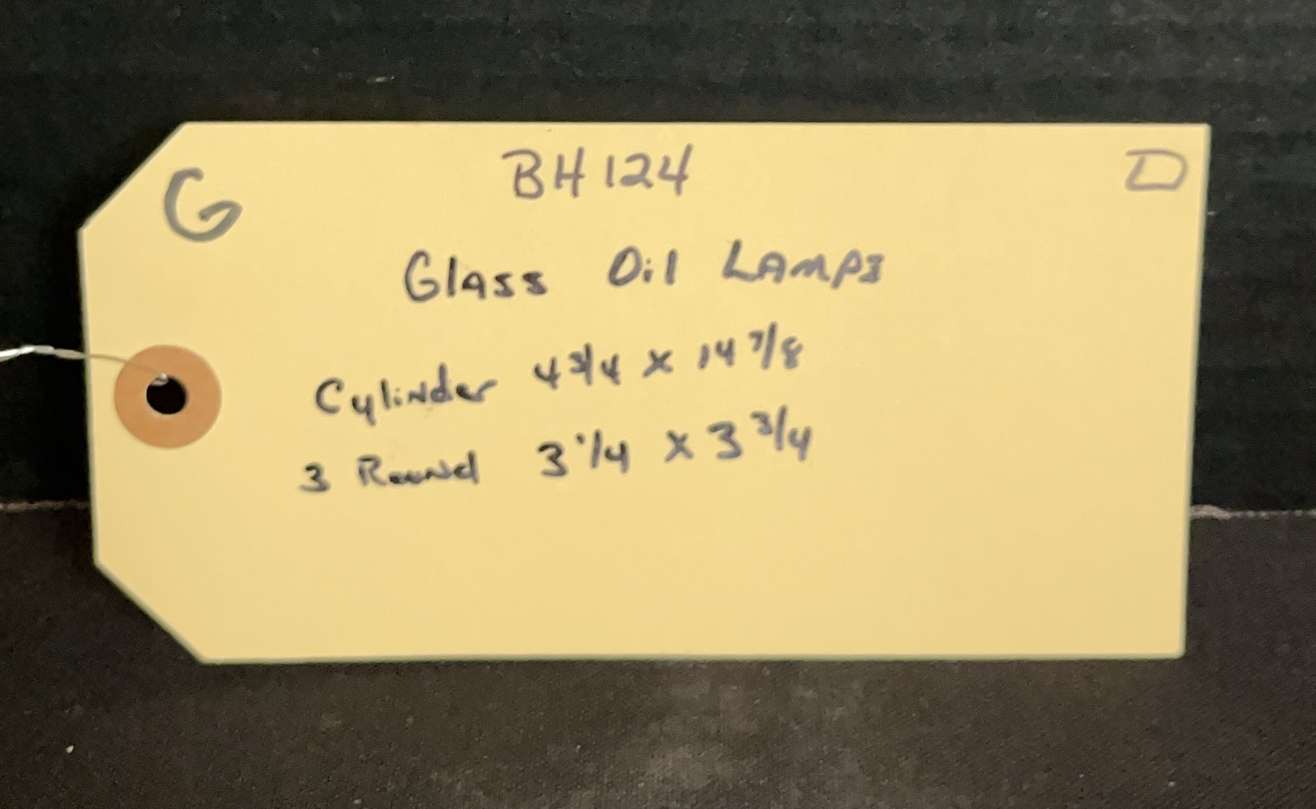 G BH124 D
Glass Oil Lamps
Cylinder 4 3/4 x 14 7/8
3 Round 3 1/4 x 3 3/4